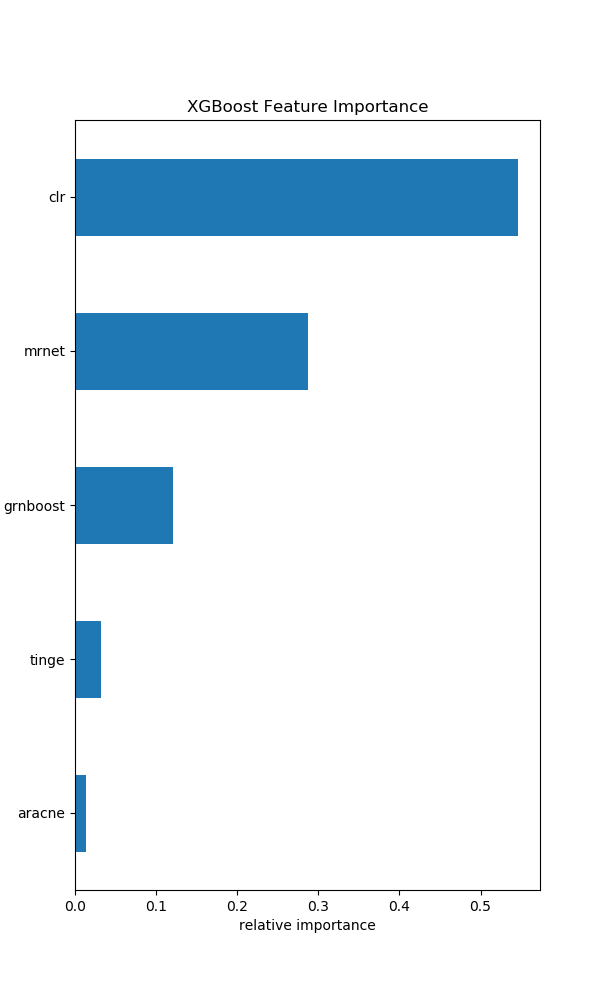 XGBoost Feature Importance
clr
mrnet
grnboost
tinge
aracne
0.0 0.1 0.2 0.3 0.4 0.5
relative importance